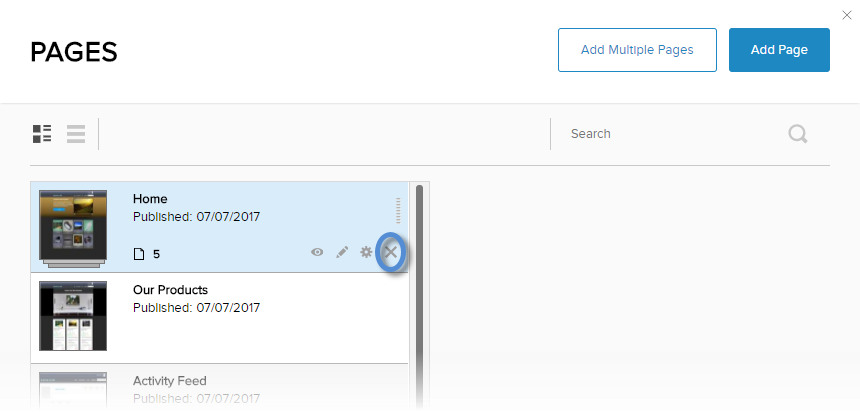 PAGES
Add Multiple Pages
Add Page
Search
Home
Published: 07/07/2017
5
Our Products
Published: 07/07/2017
Activity Feed
Published: 07/07/2017